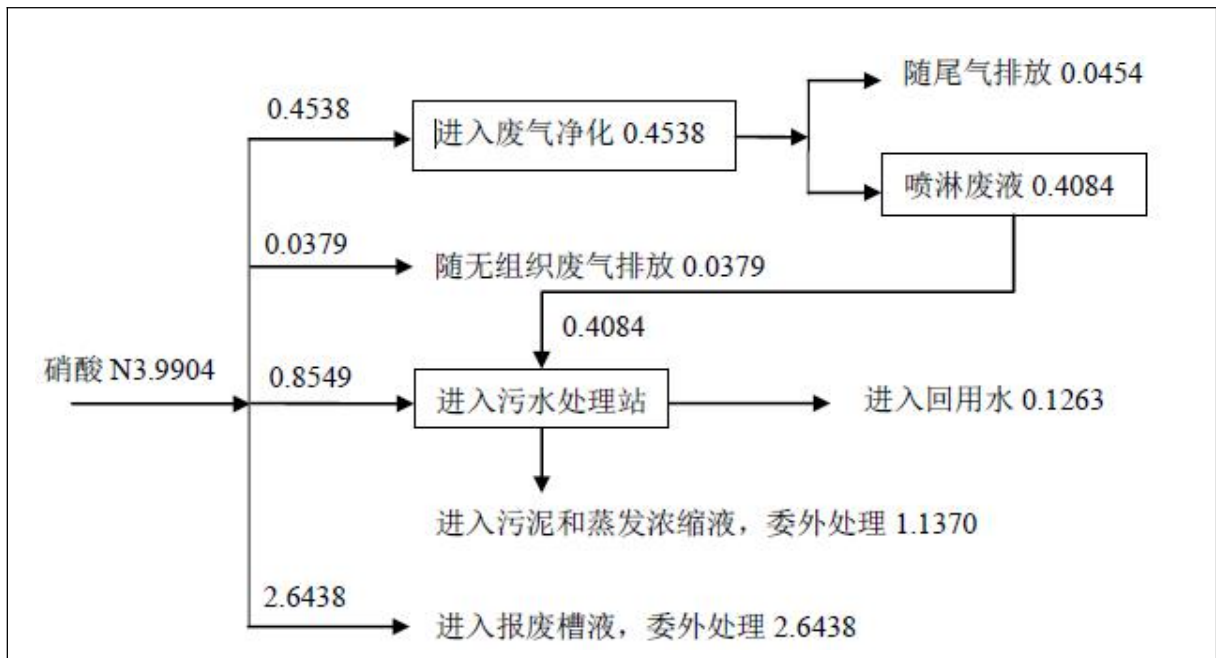 随尾气排放 0.0454
0.4538
进入废气净化 0.4538
喷淋废液 0.4084
0.0379
随无组织废气排放 0.0379
0.4084
硝酸 N3.9904
0.8549
进入污水处理站
进入回用水 0.1263
进入污泥和蒸发浓缩液，委外处理 1.1370
2.6438
进入报废槽液，委外处理 2.6438